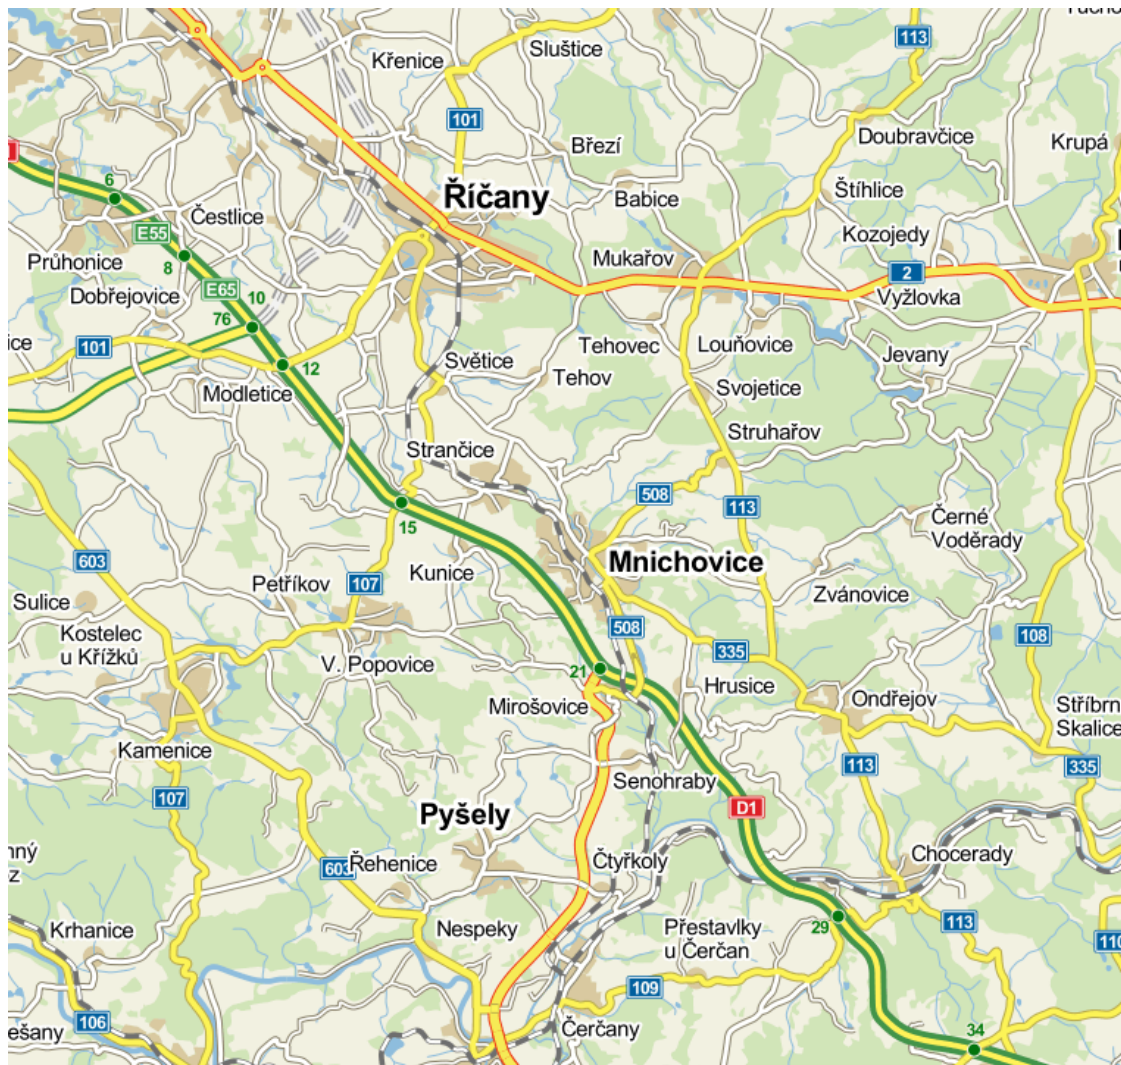 Sluštice
113
Křenice
101
Doubravčice
Březí
Krupá
6
Říčany
Štíhlice
Babice
Čestlice
E55
Kozojedy
Průhonice
8
Mukařov
2
E65
10
Dobřejovice
Vyžlovka
76
101
Tehovec
Louňovice
Jevany
Světice
12
Tehov
Modletice
Svojetice
Struhařov
Strančice
508
113
15
Černé
Voděrady
603
Mnichovice
Kunice
Petříkov
107
Zvánovice
Sulice
508
108
Kostelec
u Křížků
335
V. Popovice
21
Hrusice
Ondřejov
Mirošovice
Stříbrn
Skalice
Kamenice
113
335
Senohraby
107
D1
Pyšely
Chocerady
Čtyřkoly
603
Řehenice
113
Krhanice
Nespeky
Přestavlky
u Čerčan
29
110
109
106
Čerčany
ešany
34